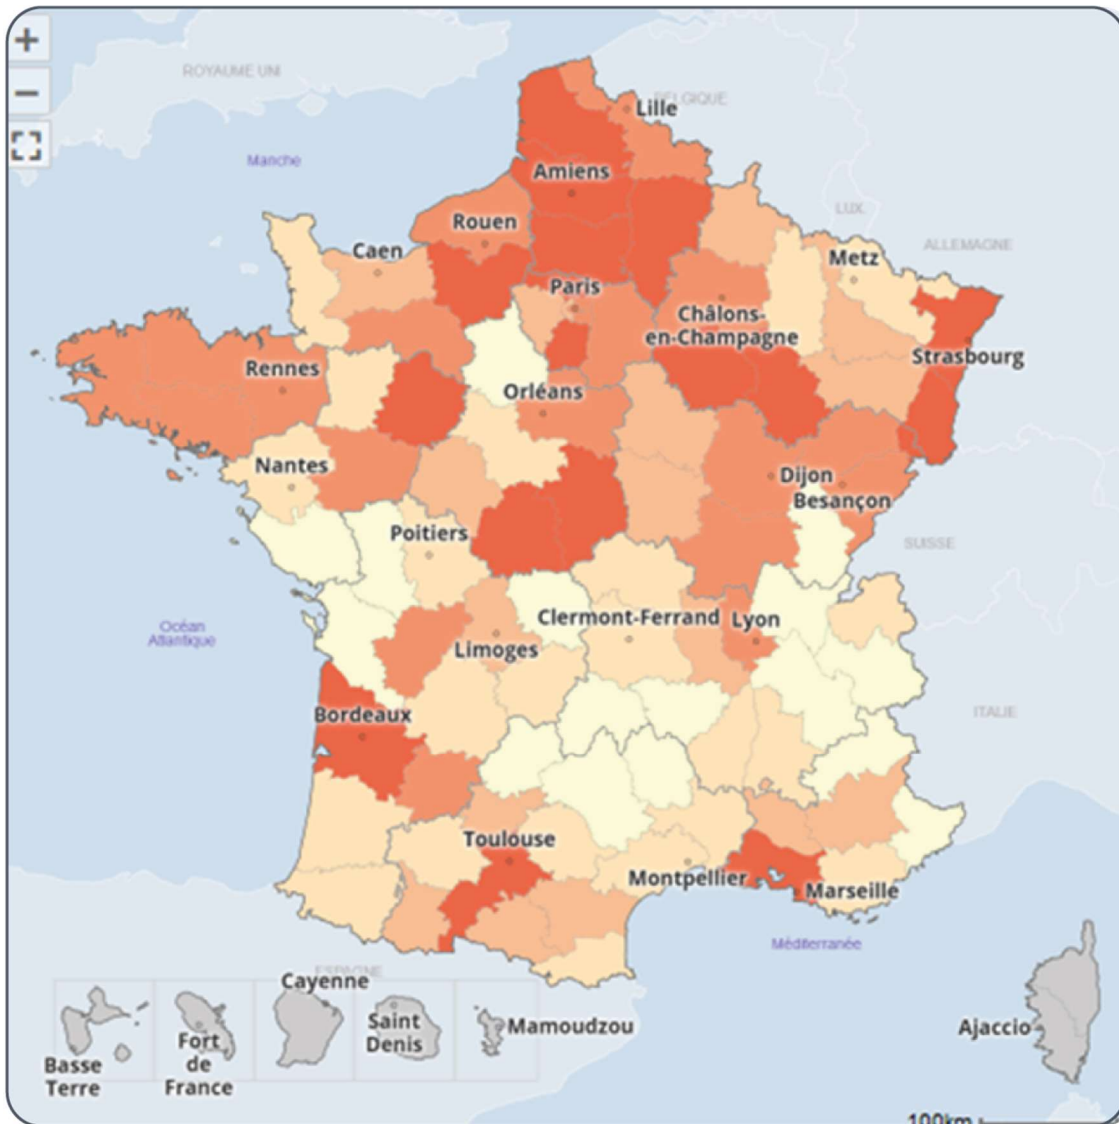 +
−
ROYAUME UNI
BELGIQUE
Lille
Manche
Amiens
LUX.
Rouen
Caen
ALLEMAGNE
Metz
Paris
Châlons-
en-Champagne
Strasbourg
Rennes
Orléans
Nantes
Dijon
Besançon
Poitiers
SUISSE
Clermont-Ferrand
Lyon
Océan
Atlantique
Limoges
Bordeaux
ITALIE
Toulouse
Montpellier
Marseille
Méditerranée
ESPAGNE
Cayenne
Basse
Terre
Fort
de
France
Saint
Denis
Mamoudzou
Ajaccio
100km